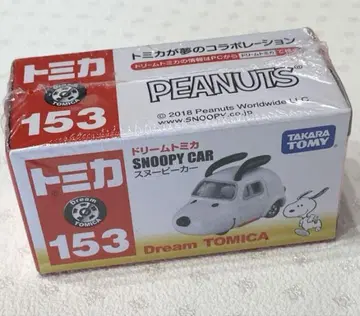 トミカ
153
トミカが夢のコラボレーション
PEANUTS®
© 2018 Peanuts Worldwide LLC
www.SNOOPY.co.jp
トミカ
Dream TOMICA
153
ドリームトミカ
SNOOPY CAR
スヌーピーカー
TAKARA TOMY
Dream TOMICA